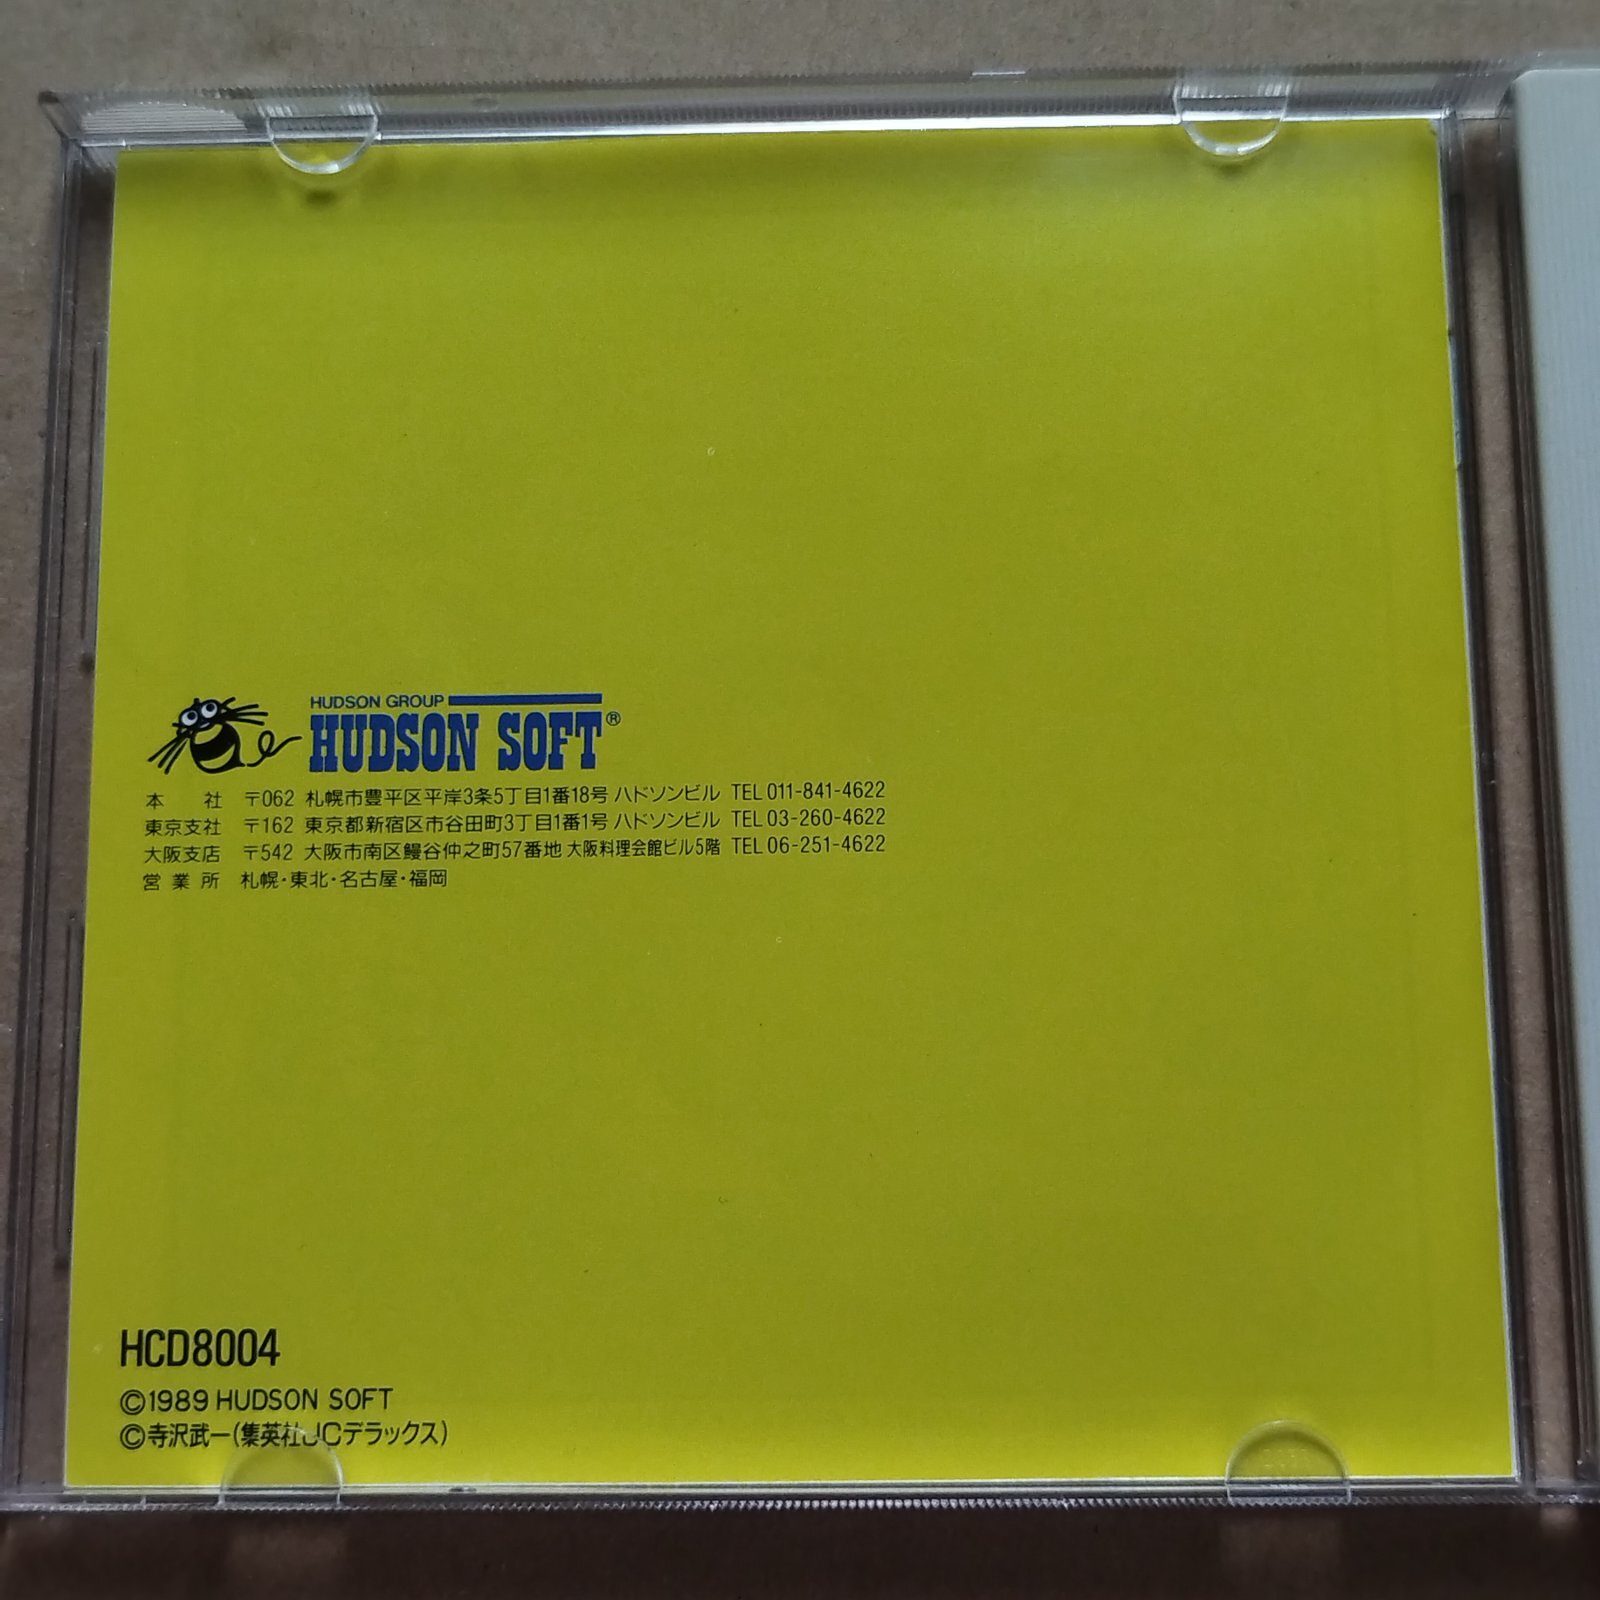 HUDSON GROUP
HUDSON SOFT®
本社 〒062 札幌市豊平区平岸3条5丁目1番18号 ハドソンビル TEL 011-841-4622
東京支社 〒162 東京都新宿区市谷田町3丁目1番1号 ハドソンビル TEL 03-260-4622
大阪支店 〒542 大阪市南区鰻谷仲之町57番地 大阪料理会館ビル5階 TEL 06-251-4622
営業所 札幌・東北・名古屋・福岡
HCD8004
©1989 HUDSON SOFT
©寺沢武一(集英社JCデラックス)